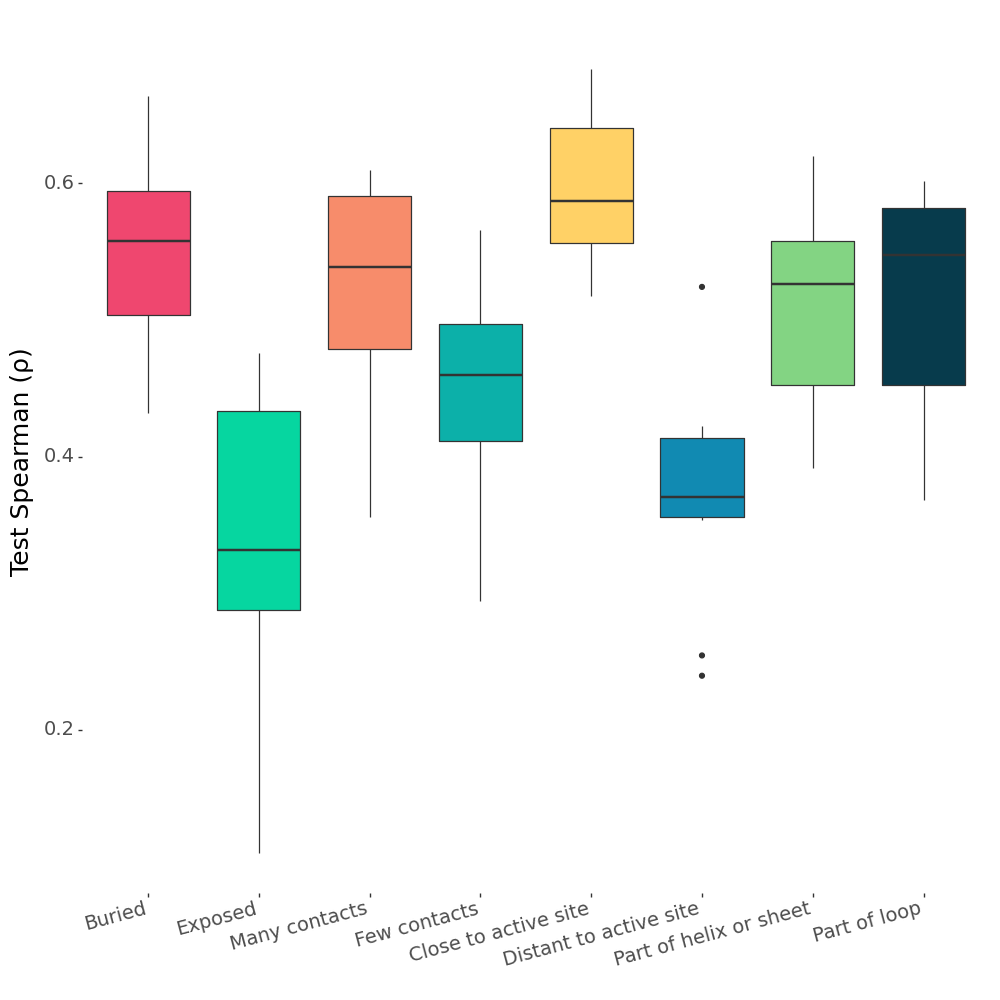 Test Spearman (ρ)
0.6
0.4
0.2
Buried
Exposed
Many contacts
Few contacts
Close to active site
Distant to active site
Part of helix or sheet
Part of loop